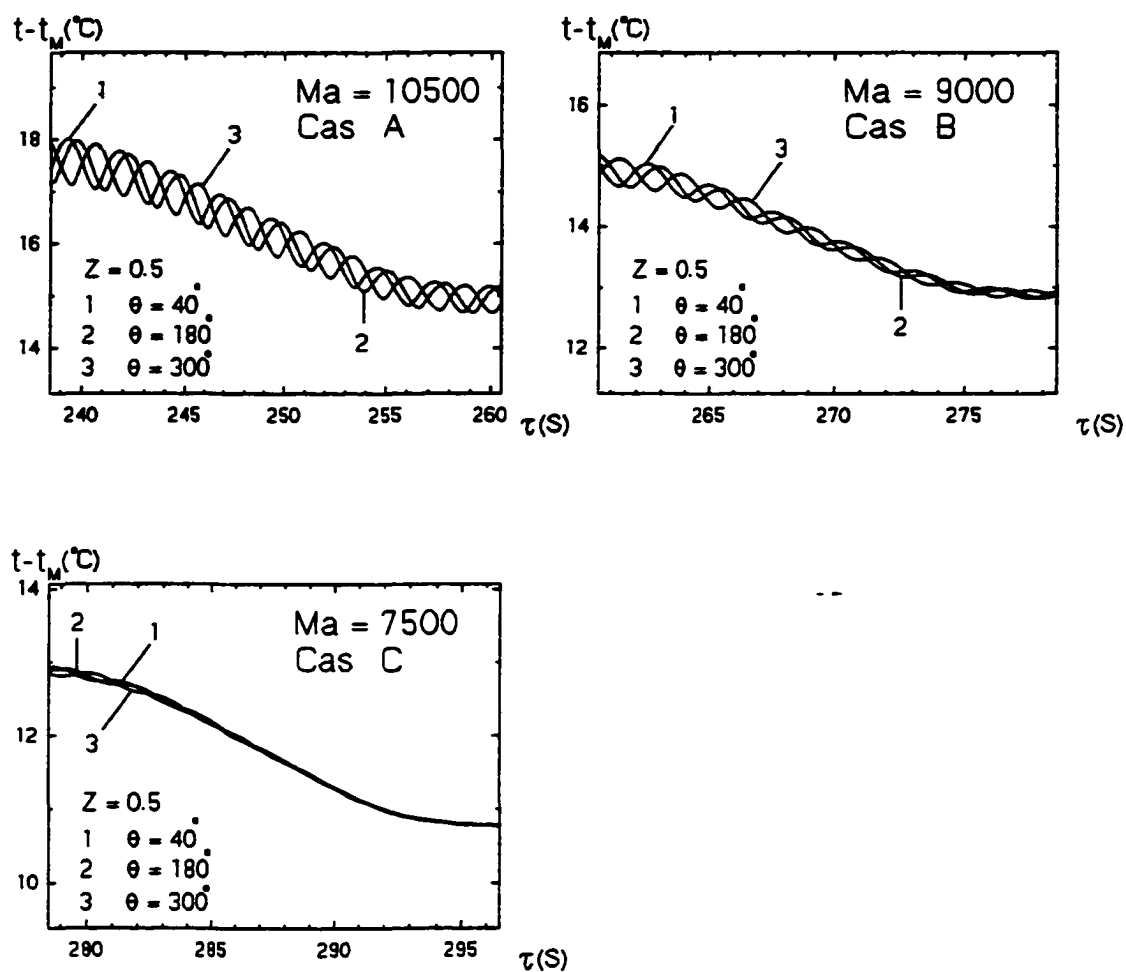 t-t_M(°C)
18
16
14
1
3
2
Ma = 10500
Cas A
Z = 0.5
1 θ = 40°
2 θ = 180°
3 θ = 300°
240 245 250 255 260
τ(S)
t-t_M(°C)
16
14
12
1
3
2
Ma = 9000
Cas B
Z = 0.5
1 θ = 40°
2 θ = 180°
3 θ = 300°
265 270 275
τ(S)
t-t_M(°C)
14
12
10
2
1
3
Ma = 7500
Cas C
Z = 0.5
1 θ = 40°
2 θ = 180°
3 θ = 300°
280 285 290 295
τ(S)